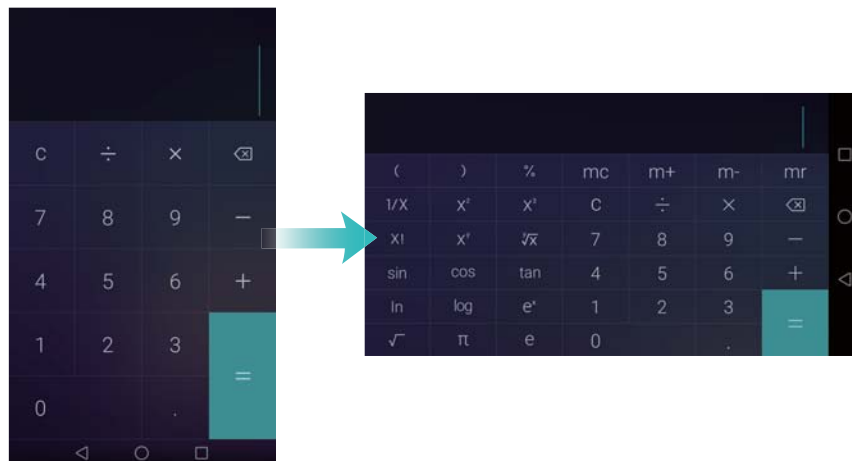 C ÷ × ⌫
7 8 9 −
4 5 6 +
1 2 3 =
0 .
( ) % mc m+ m- mr
1/X X² X³ C ÷ × ⌫
X! Xʸ ʸ√x 7 8 9 −
sin cos tan 4 5 6 +
ln log eˣ 1 2 3 =
√ π e 0 .